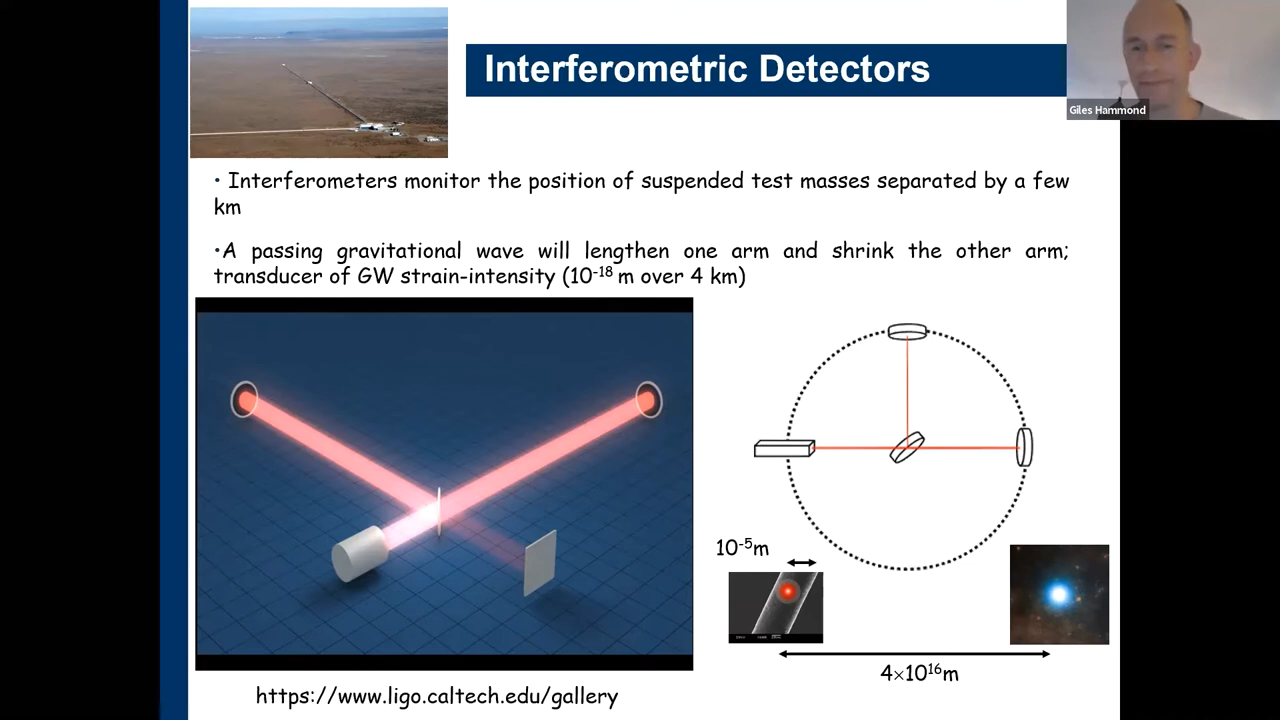 Interferometric Detectors
Giles Hammond
• Interferometers monitor the position of suspended test masses separated by a few
km
•A passing gravitational wave will lengthen one arm and shrink the other arm;
transducer of GW strain-intensity (10-18 m over 4 km)
10-5m
4×1016m
https://www.ligo.caltech.edu/gallery